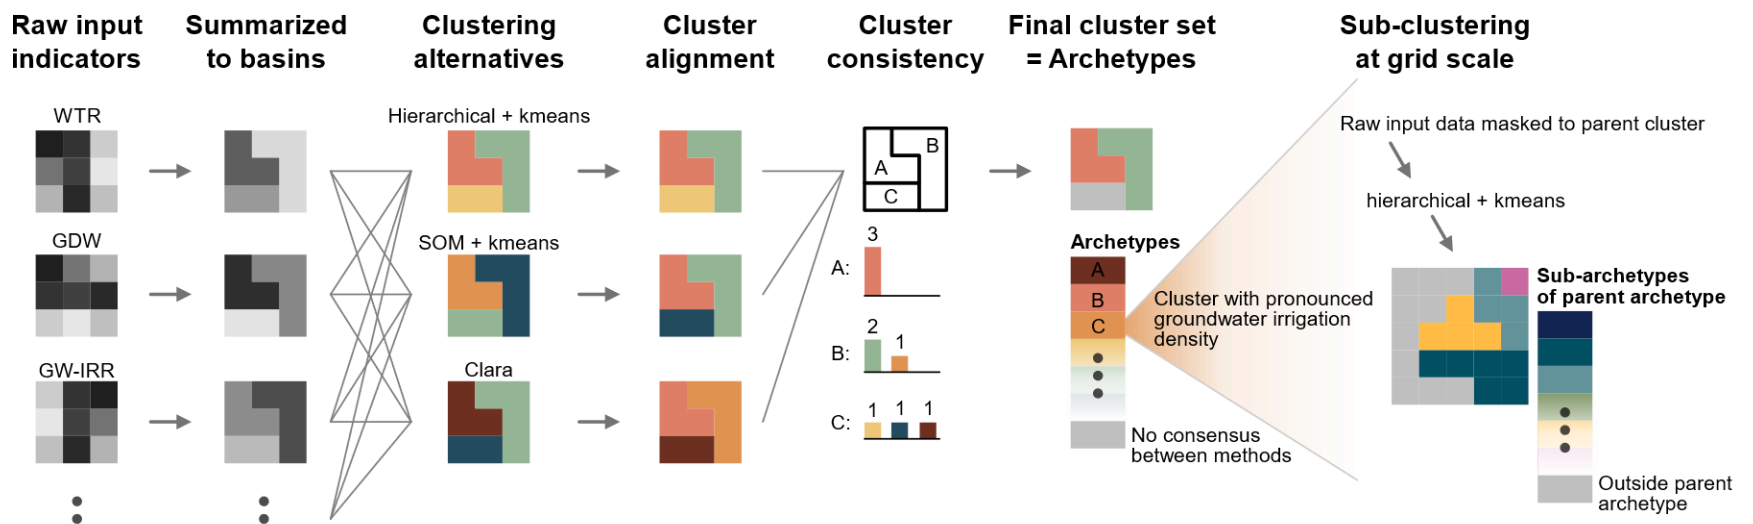 Raw input
indicators
Summarized
to basins
Clustering
alternatives
Cluster
alignment
Cluster
consistency
Final cluster set
= Archetypes
Sub-clustering
at grid scale
WTR
GDW
GW-IRR
Hierarchical + kmeans
SOM + kmeans
Clara
A
B
C
A:
3
B:
2
1
C:
1
1
1
Archetypes
A
B
C
Cluster with pronounced
groundwater irrigation
density
No consensus
between methods
Raw input data masked to parent cluster
hierarchical + kmeans
Sub-archetypes
of parent archetype
Outside parent
archetype